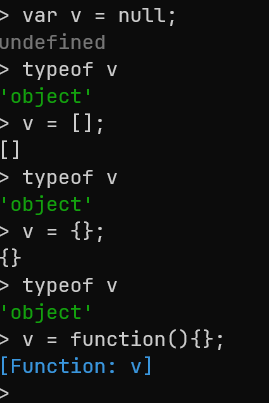 > var v = null;
undefined
> typeof v
'object'
> v = [];
[]
> typeof v
'object'
> v = {};
{}
> typeof v
'object'
> v = function(){};
[Function: v]
>